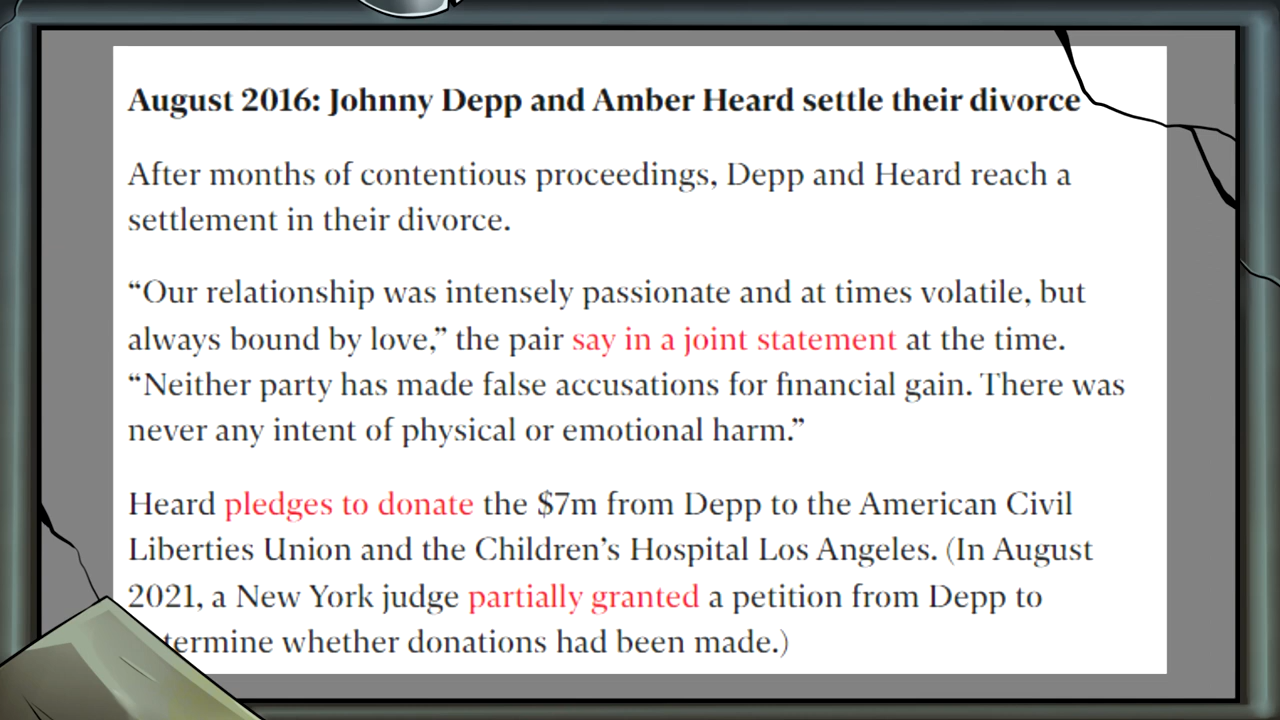 August 2016: Johnny Depp and Amber Heard settle their divorce
After months of contentious proceedings, Depp and Heard reach a
settlement in their divorce.
“Our relationship was intensely passionate and at times volatile, but
always bound by love,” the pair say in a joint statement at the time.
“Neither party has made false accusations for financial gain. There was
never any intent of physical or emotional harm.”
Heard pledges to donate the $7m from Depp to the American Civil
Liberties Union and the Children’s Hospital Los Angeles. (In August
2021, a New York judge partially granted a petition from Depp to
termine whether donations had been made.)